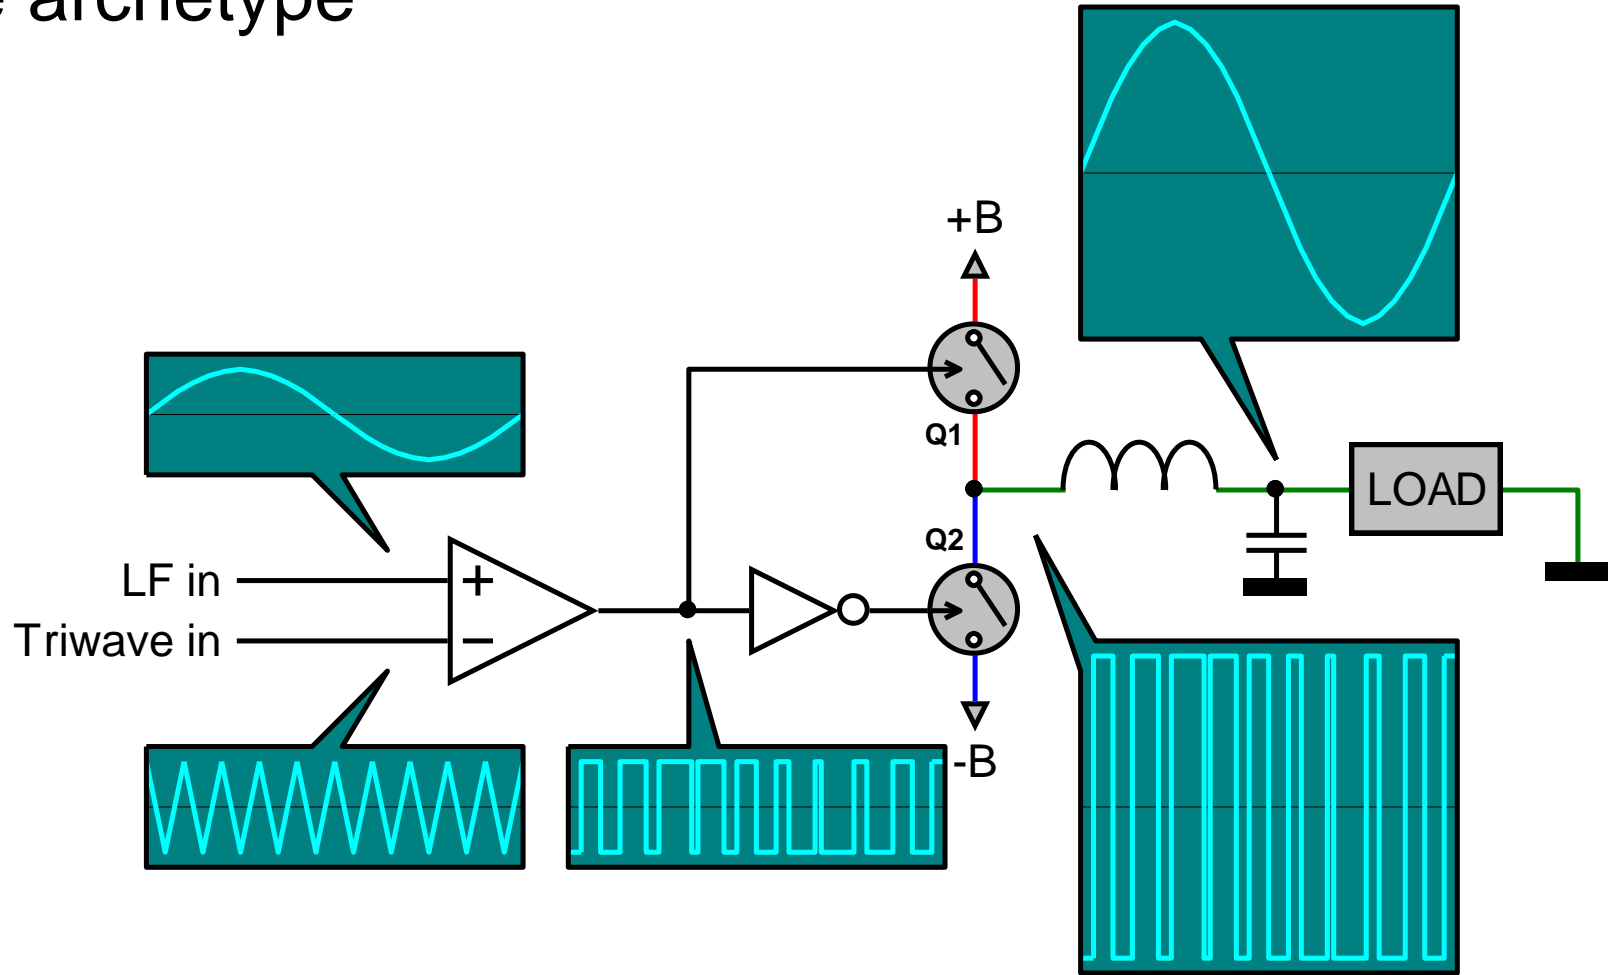 archetype
+B
Q1
LOAD
Q2
LF in
+
Triwave in
−
-B